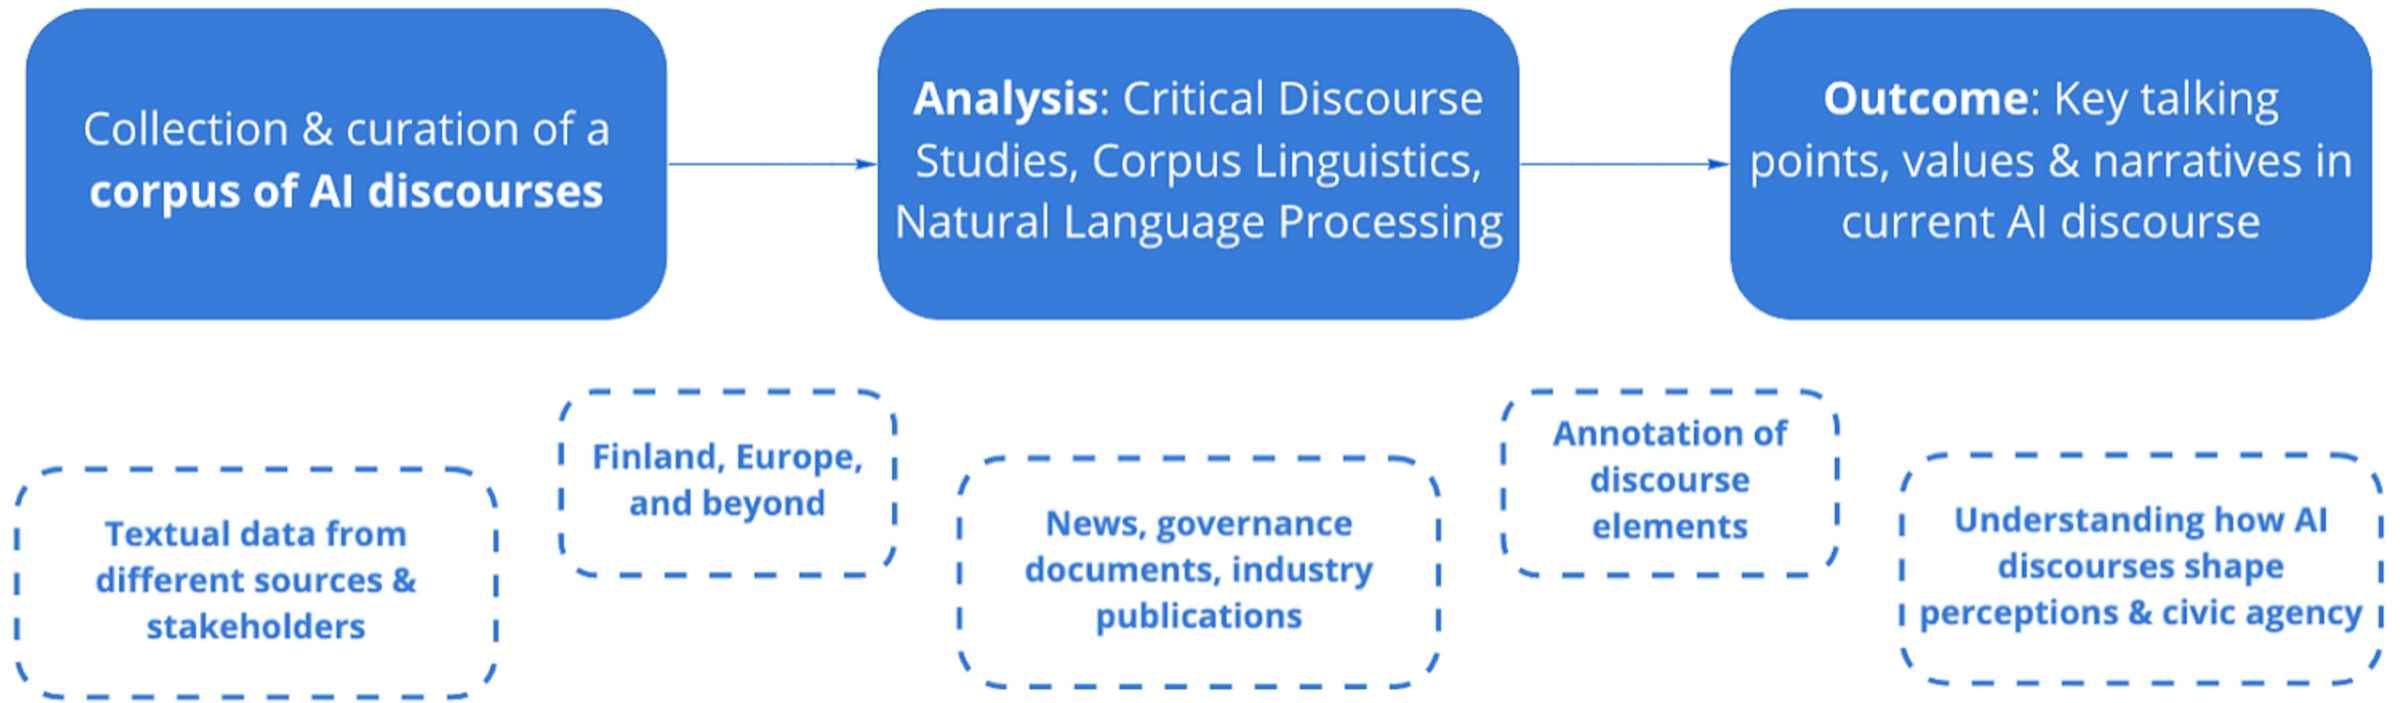 Collection & curation of a
corpus of AI discourses
Analysis: Critical Discourse
Studies, Corpus Linguistics,
Natural Language Processing
Outcome: Key talking
points, values & narratives in
current AI discourse
Textual data from
different sources &
stakeholders
Finland, Europe,
and beyond
News, governance
documents, industry
publications
Annotation of
discourse
elements
Understanding how AI
discourses shape
perceptions & civic agency